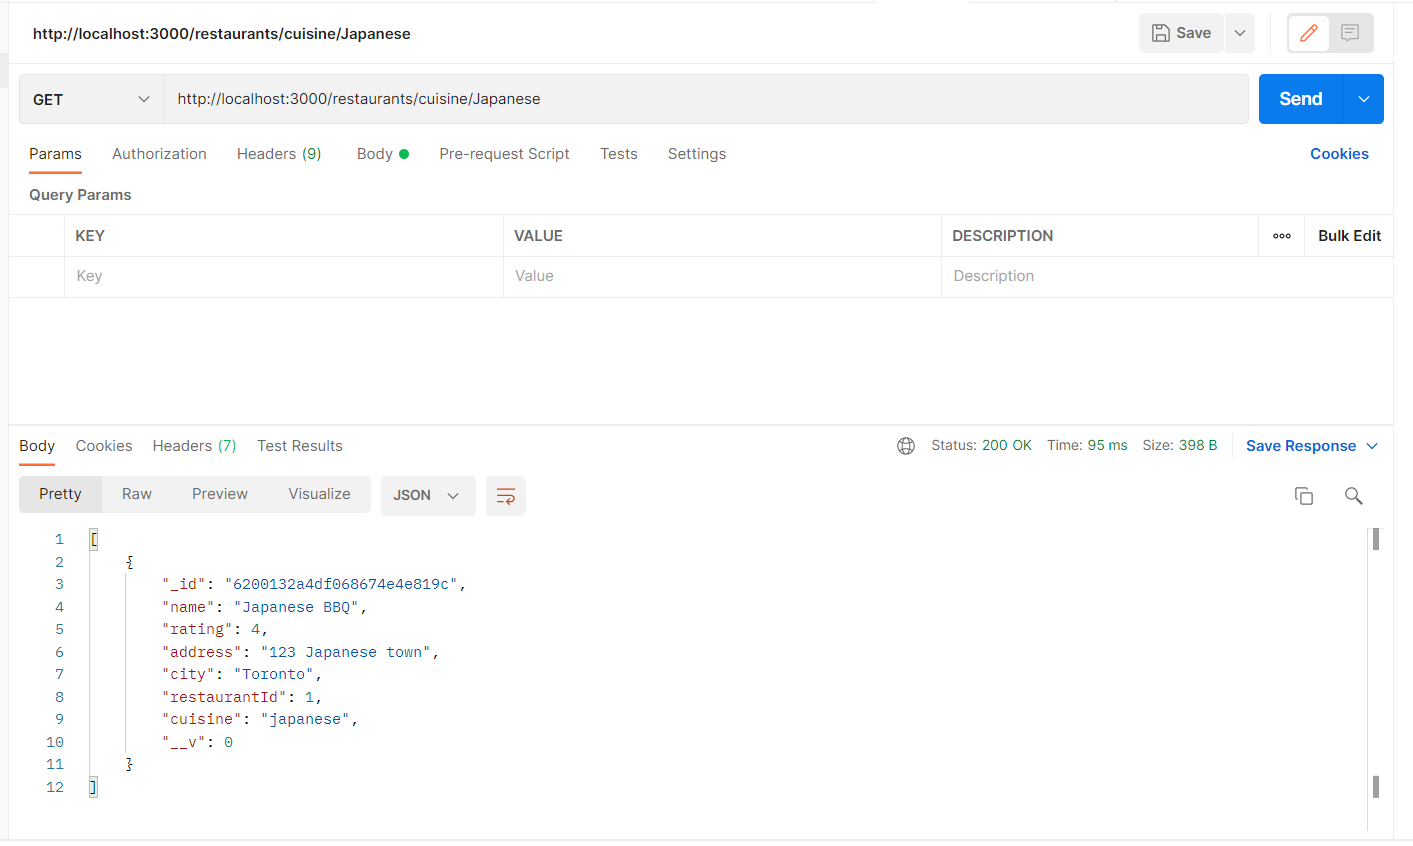 http://localhost:3000/restaurants/cuisine/Japanese
Save
GET http://localhost:3000/restaurants/cuisine/Japanese Send
Params Authorization Headers (9) Body Pre-request Script Tests Settings Cookies
Query Params
KEY VALUE DESCRIPTION Bulk Edit
Key Value Description
Body Cookies Headers (7) Test Results Status: 200 OK Time: 95 ms Size: 398 B Save Response
Pretty Raw Preview Visualize JSON
1 [
2 {
3 "_id": "6200132a4df068674e4e819c",
4 "name": "Japanese BBQ",
5 "rating": 4,
6 "address": "123 Japanese town",
7 "city": "Toronto",
8 "restaurantId": 1,
9 "cuisine": "japanese",
10 "__v": 0
11 }
12 ]